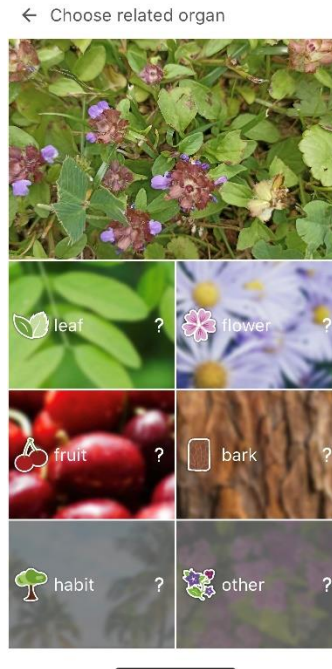 ← Choose related organ
leaf ? flower ?
fruit ? bark ?
habit ? other ?